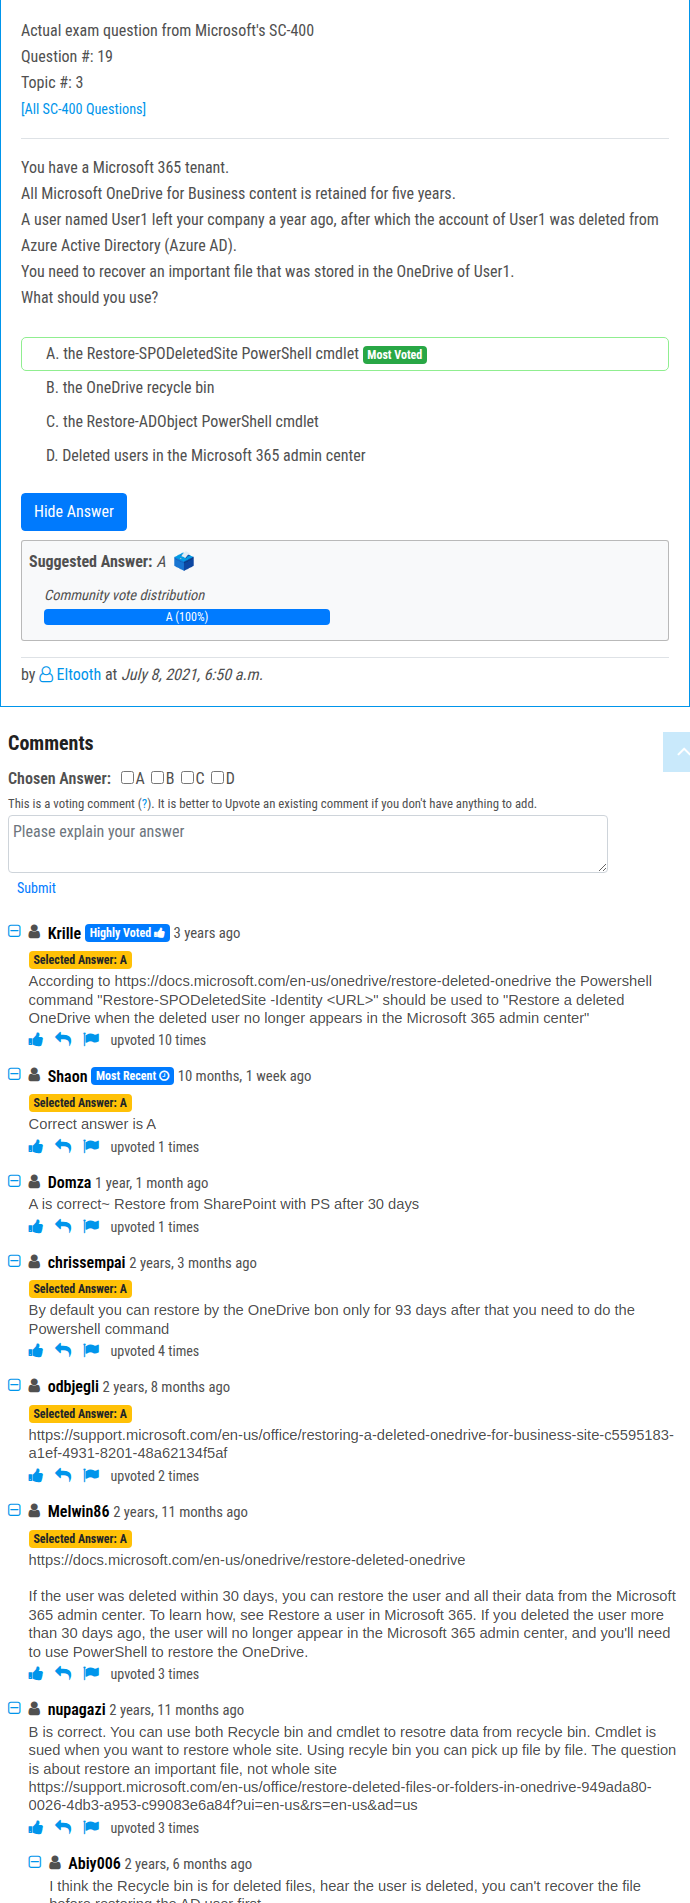 Actual exam question from Microsoft's SC-400
Question #: 19
Topic #: 3
[All SC-400 Questions]
You have a Microsoft 365 tenant.
All Microsoft OneDrive for Business content is retained for five years.
A user named User1 left your company a year ago, after which the account of User1 was deleted from
Azure Active Directory (Azure AD).
You need to recover an important file that was stored in the OneDrive of User1.
What should you use?
A. the Restore-SPODeletedSite PowerShell cmdlet Most Voted
B. the OneDrive recycle bin
C. the Restore-ADObject PowerShell cmdlet
D. Deleted users in the Microsoft 365 admin center
Hide Answer
Suggested Answer: A
Community vote distribution
A (100%)
by Eltooth at July 8, 2021, 6:50 a.m.
Comments
Chosen Answer: A B C D
This is a voting comment (?). It is better to Upvote an existing comment if you don't have anything to add.
Please explain your answer
Submit
Krille Highly Voted 3 years ago
Selected Answer: A
According to https://docs.microsoft.com/en-us/onedrive/restore-deleted-onedrive the Powershell
command "Restore-SPODeletedSite -Identity <URL>" should be used to "Restore a deleted
OneDrive when the deleted user no longer appears in the Microsoft 365 admin center"
upvoted 10 times
Shaon Most Recent 10 months, 1 week ago
Selected Answer: A
Correct answer is A
upvoted 1 times
Domza 1 year, 1 month ago
A is correct~ Restore from SharePoint with PS after 30 days
upvoted 1 times
chrissempai 2 years, 3 months ago
Selected Answer: A
By default you can restore by the OneDrive bon only for 93 days after that you need to do the
Powershell command
upvoted 4 times
odbjegli 2 years, 8 months ago
Selected Answer: A
https://support.microsoft.com/en-us/office/restoring-a-deleted-onedrive-for-business-site-c5595183-
a1ef-4931-8201-48a62134f5af
upvoted 2 times
Melwin86 2 years, 11 months ago
Selected Answer: A
https://docs.microsoft.com/en-us/onedrive/restore-deleted-onedrive
If the user was deleted within 30 days, you can restore the user and all their data from the Microsoft
365 admin center. To learn how, see Restore a user in Microsoft 365. If you deleted the user more
than 30 days ago, the user will no longer appear in the Microsoft 365 admin center, and you'll need
to use PowerShell to restore the OneDrive.
upvoted 3 times
nupagazi 2 years, 11 months ago
B is correct. You can use both Recycle bin and cmdlet to resotre data from recycle bin. Cmdlet is
sued when you want to restore whole site. Using recyle bin you can pick up file by file. The question
is about restore an important file, not whole site
https://support.microsoft.com/en-us/office/restore-deleted-files-or-folders-in-onedrive-949ada80-
0026-4db3-a953-c99083e6a84f?ui=en-us&rs=en-us&ad=us
upvoted 3 times
Abiy006 2 years, 6 months ago
I think the Recycle bin is for deleted files, hear the user is deleted, you can't recover the file